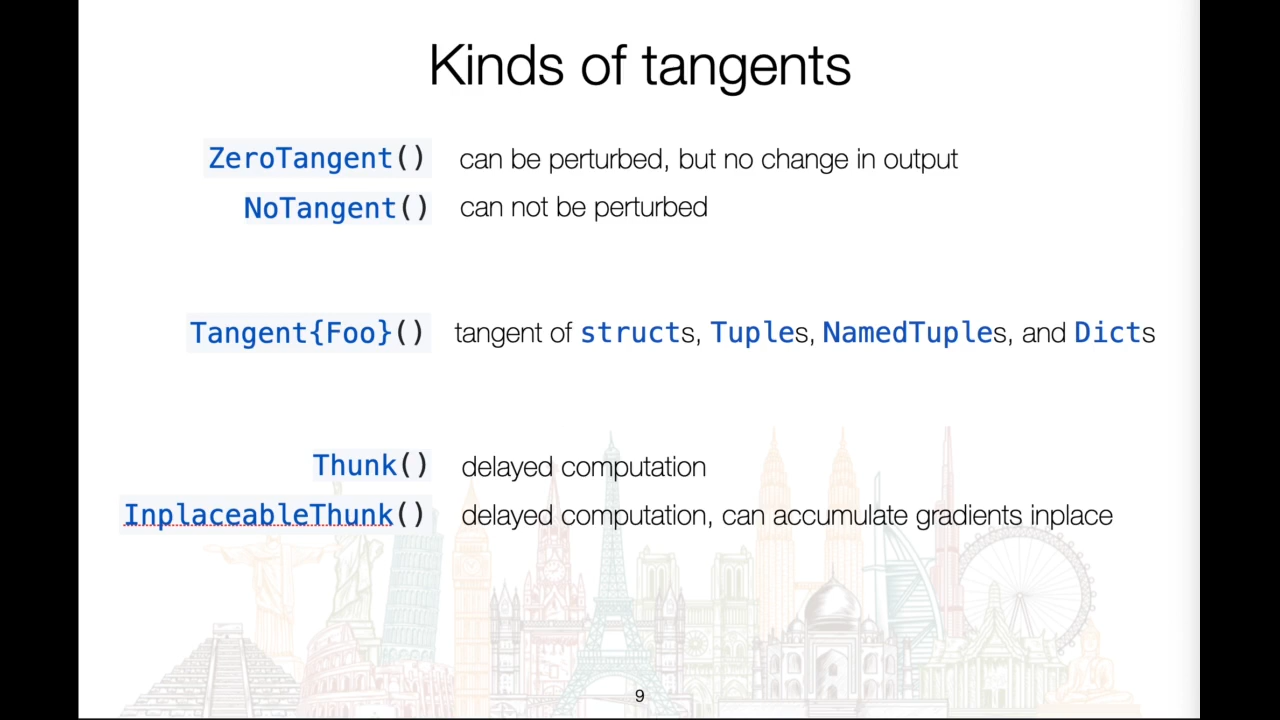 Kinds of tangents
ZeroTangent() can be perturbed, but no change in output
NoTangent() can not be perturbed
Tangent{Foo}() tangent of structs, Tuples, NamedTuples, and Dicts
Thunk() delayed computation
InplaceableThunk() delayed computation, can accumulate gradients inplace
9